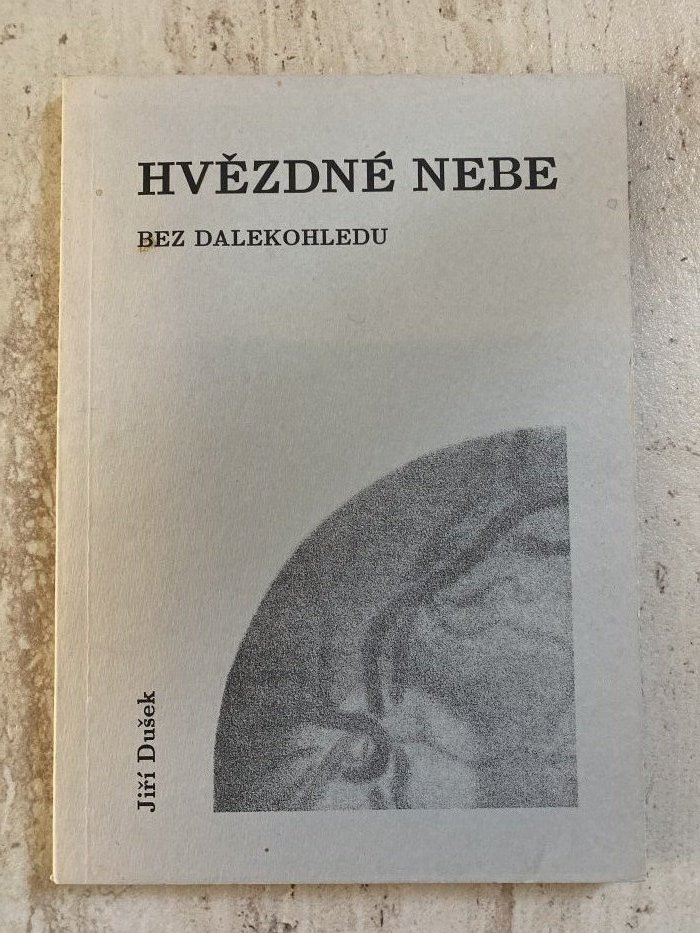 HVĚZDNÉ NEBE
BEZ DALEKOHLEDU
Jiří Dušek